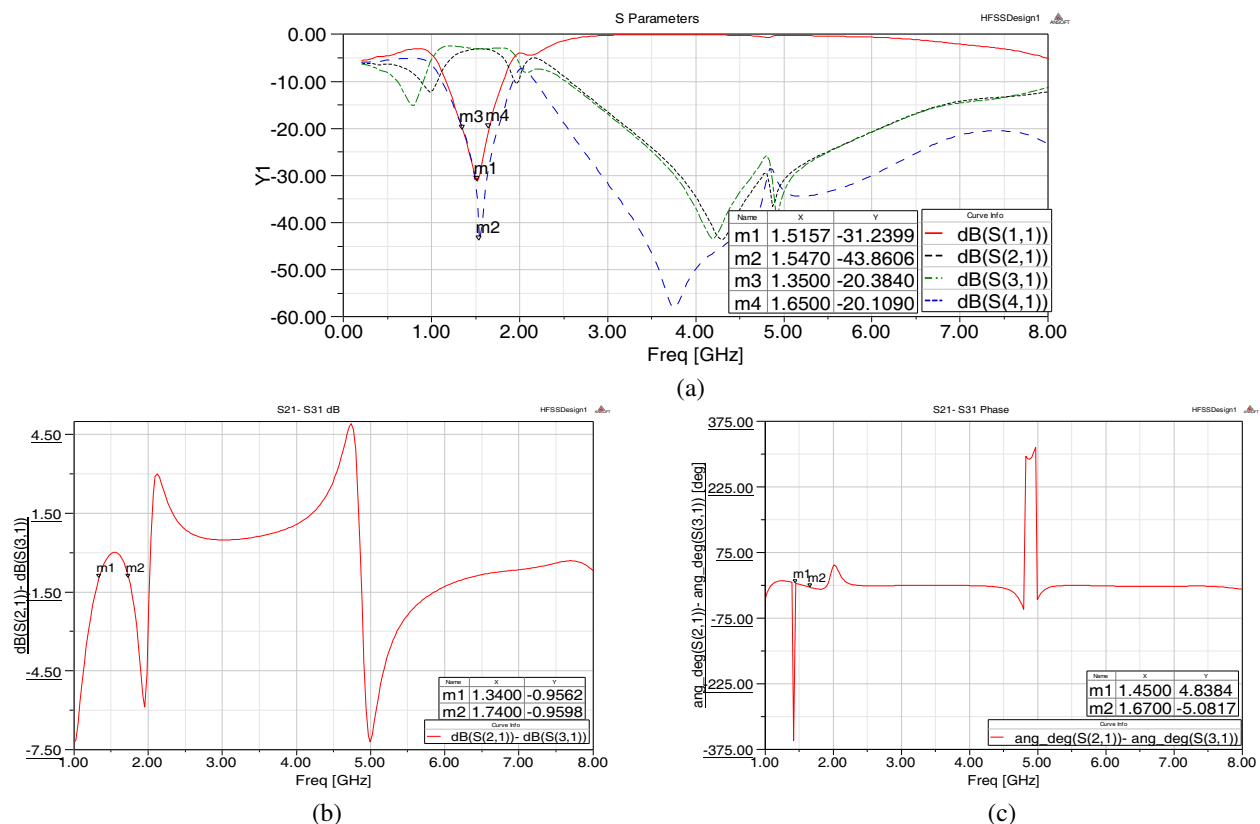 S Parameters
HFSSDesign1
ANSOFT
0.00
-10.00
-20.00
-30.00
-40.00
-50.00
-60.00
Y1
m3
m4
m1
m2
Name X Y
m1 1.5157 -31.2399
m2 1.5470 -43.8606
m3 1.3500 -20.3840
m4 1.6500 -20.1090
Curve Info
dB(S(1,1))
dB(S(2,1))
dB(S(3,1))
dB(S(4,1))
0.00 1.00 2.00 3.00 4.00 5.00 6.00 7.00 8.00
Freq [GHz]
(a)
S21- S31 dB
HFSSDesign1
ANSOFT
4.50
1.50
-1.50
-4.50
-7.50
dB(S(2,1))- dB(S(3,1))
m1
m2
Name X Y
m1 1.3400 -0.9562
m2 1.7400 -0.9598
Curve Info
dB(S(2,1))- dB(S(3,1))
1.00 2.00 3.00 4.00 5.00 6.00 7.00 8.00
Freq [GHz]
(b)
S21- S31 Phase
HFSSDesign1
ANSOFT
375.00
225.00
75.00
-75.00
-225.00
-375.00
ang_deg(S(2,1))- ang_deg(S(3,1)) [deg]
m1
m2
Name X Y
m1 1.4500 4.8384
m2 1.6700 -5.0817
Curve Info
ang_deg(S(2,1))- ang_deg(S(3,1))
1.00 2.00 3.00 4.00 5.00 6.00 7.00 8.00
Freq [GHz]
(c)